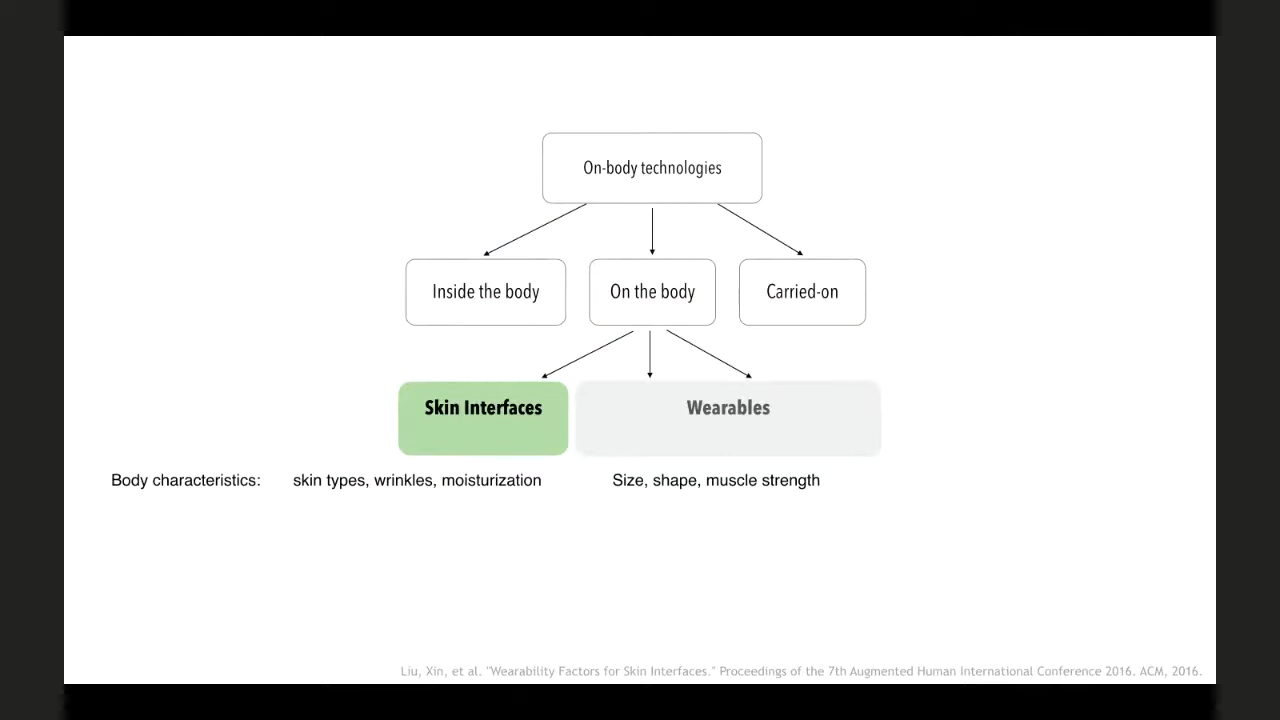 On-body technologies
Inside the body
On the body
Carried-on
Skin Interfaces
Wearables
Body characteristics:
skin types, wrinkles, moisturization
Size, shape, muscle strength
Liu, Xin, et al. "Wearability Factors for Skin Interfaces." Proceedings of the 7th Augmented Human International Conference 2016. ACM, 2016.